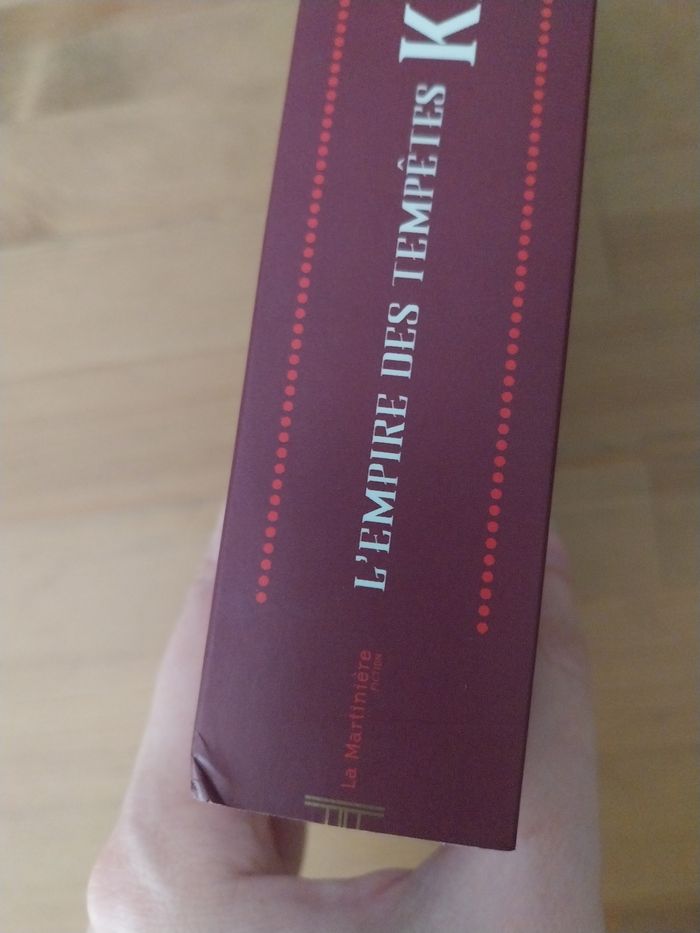 La Martinière
FICTION
L'EMPIRE DES TEMPÊTES K